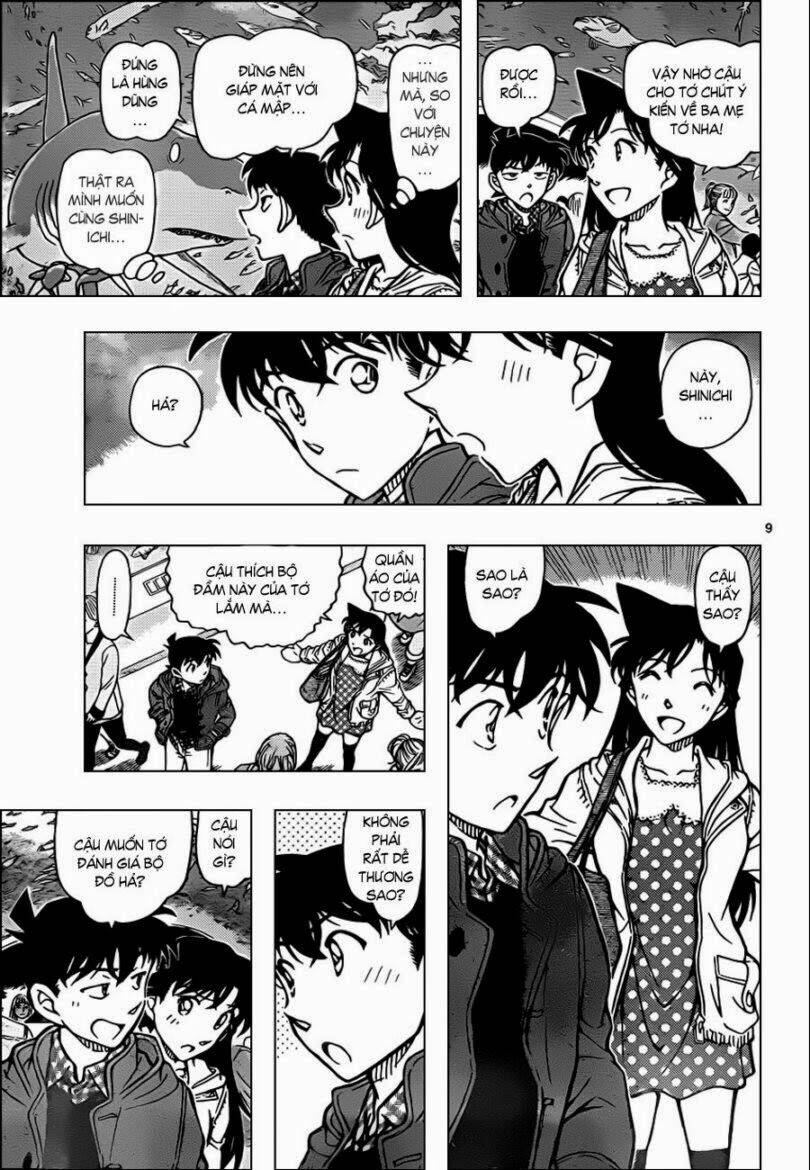 VẬY NHỜ CẬU
CHO TỚ CHÚT Ý
KIẾN VỀ BA MẸ
TỚ NHA!
ĐƯỢC
RỒI...
...
NHƯNG
MÀ, SO
VỚI
CHUYỆN
NÀY
...
ĐỪNG NÊN
GIÁP MẶT VỚI
CÁ MẬP...
ĐÚNG
LÀ HÙNG
DŨNG
...
THẬT RA
MÌNH MUỐN
CÙNG SHIN-
ICHI...
NÀY,
SHINICHI
...
HẢ?
9
CẬU
THẤY
SAO?
SAO LÀ
SAO?
QUẦN
ÁO CỦA
TỚ ĐÓ!
CẬU THÍCH BỘ
ĐẦM NÀY CỦA TỚ
LẮM MÀ...
.........
KHÔNG
PHẢI
RẤT DỄ
THƯƠNG
SAO?
CẬU
NÓI
GÌ?
CẬU MUỐN TỚ
ĐÁNH GIÁ BỘ
ĐỒ HẢ?